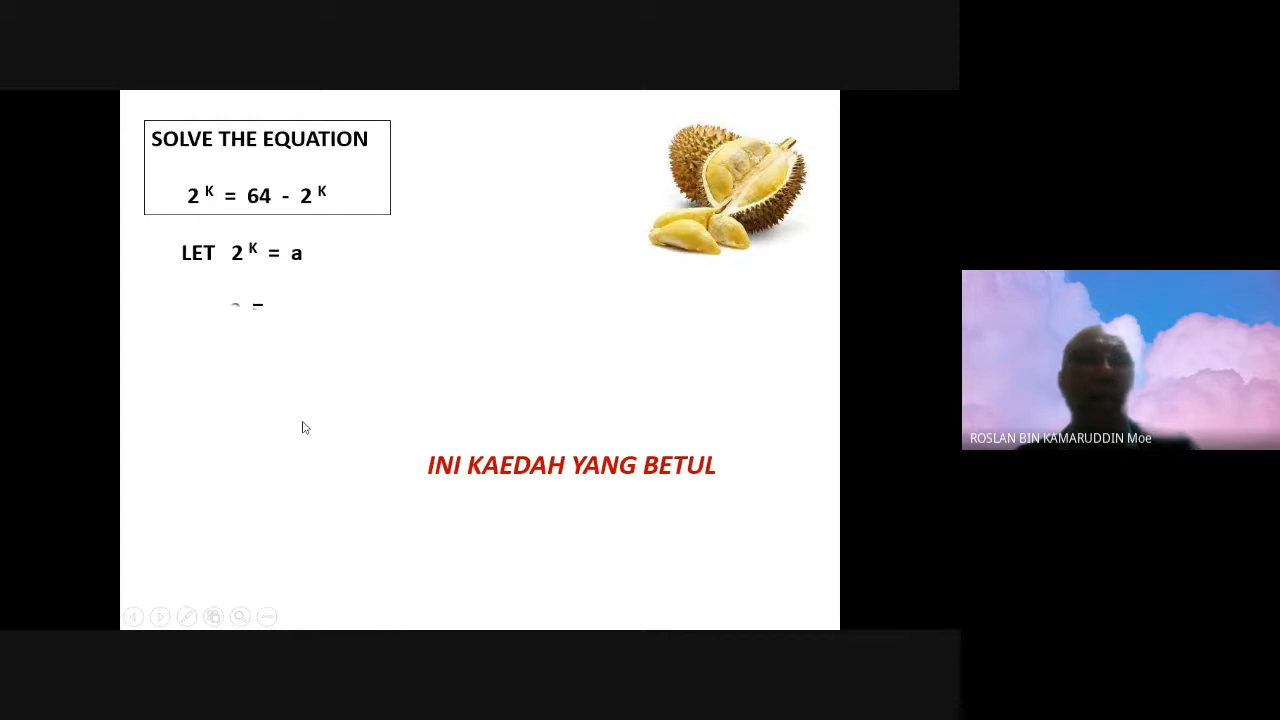 SOLVE THE EQUATION
2 ᴷ = 64 - 2 ᴷ
LET 2 ᴷ = a
=
INI KAEDAH YANG BETUL
ROSLAN BIN KAMARUDDIN Moe